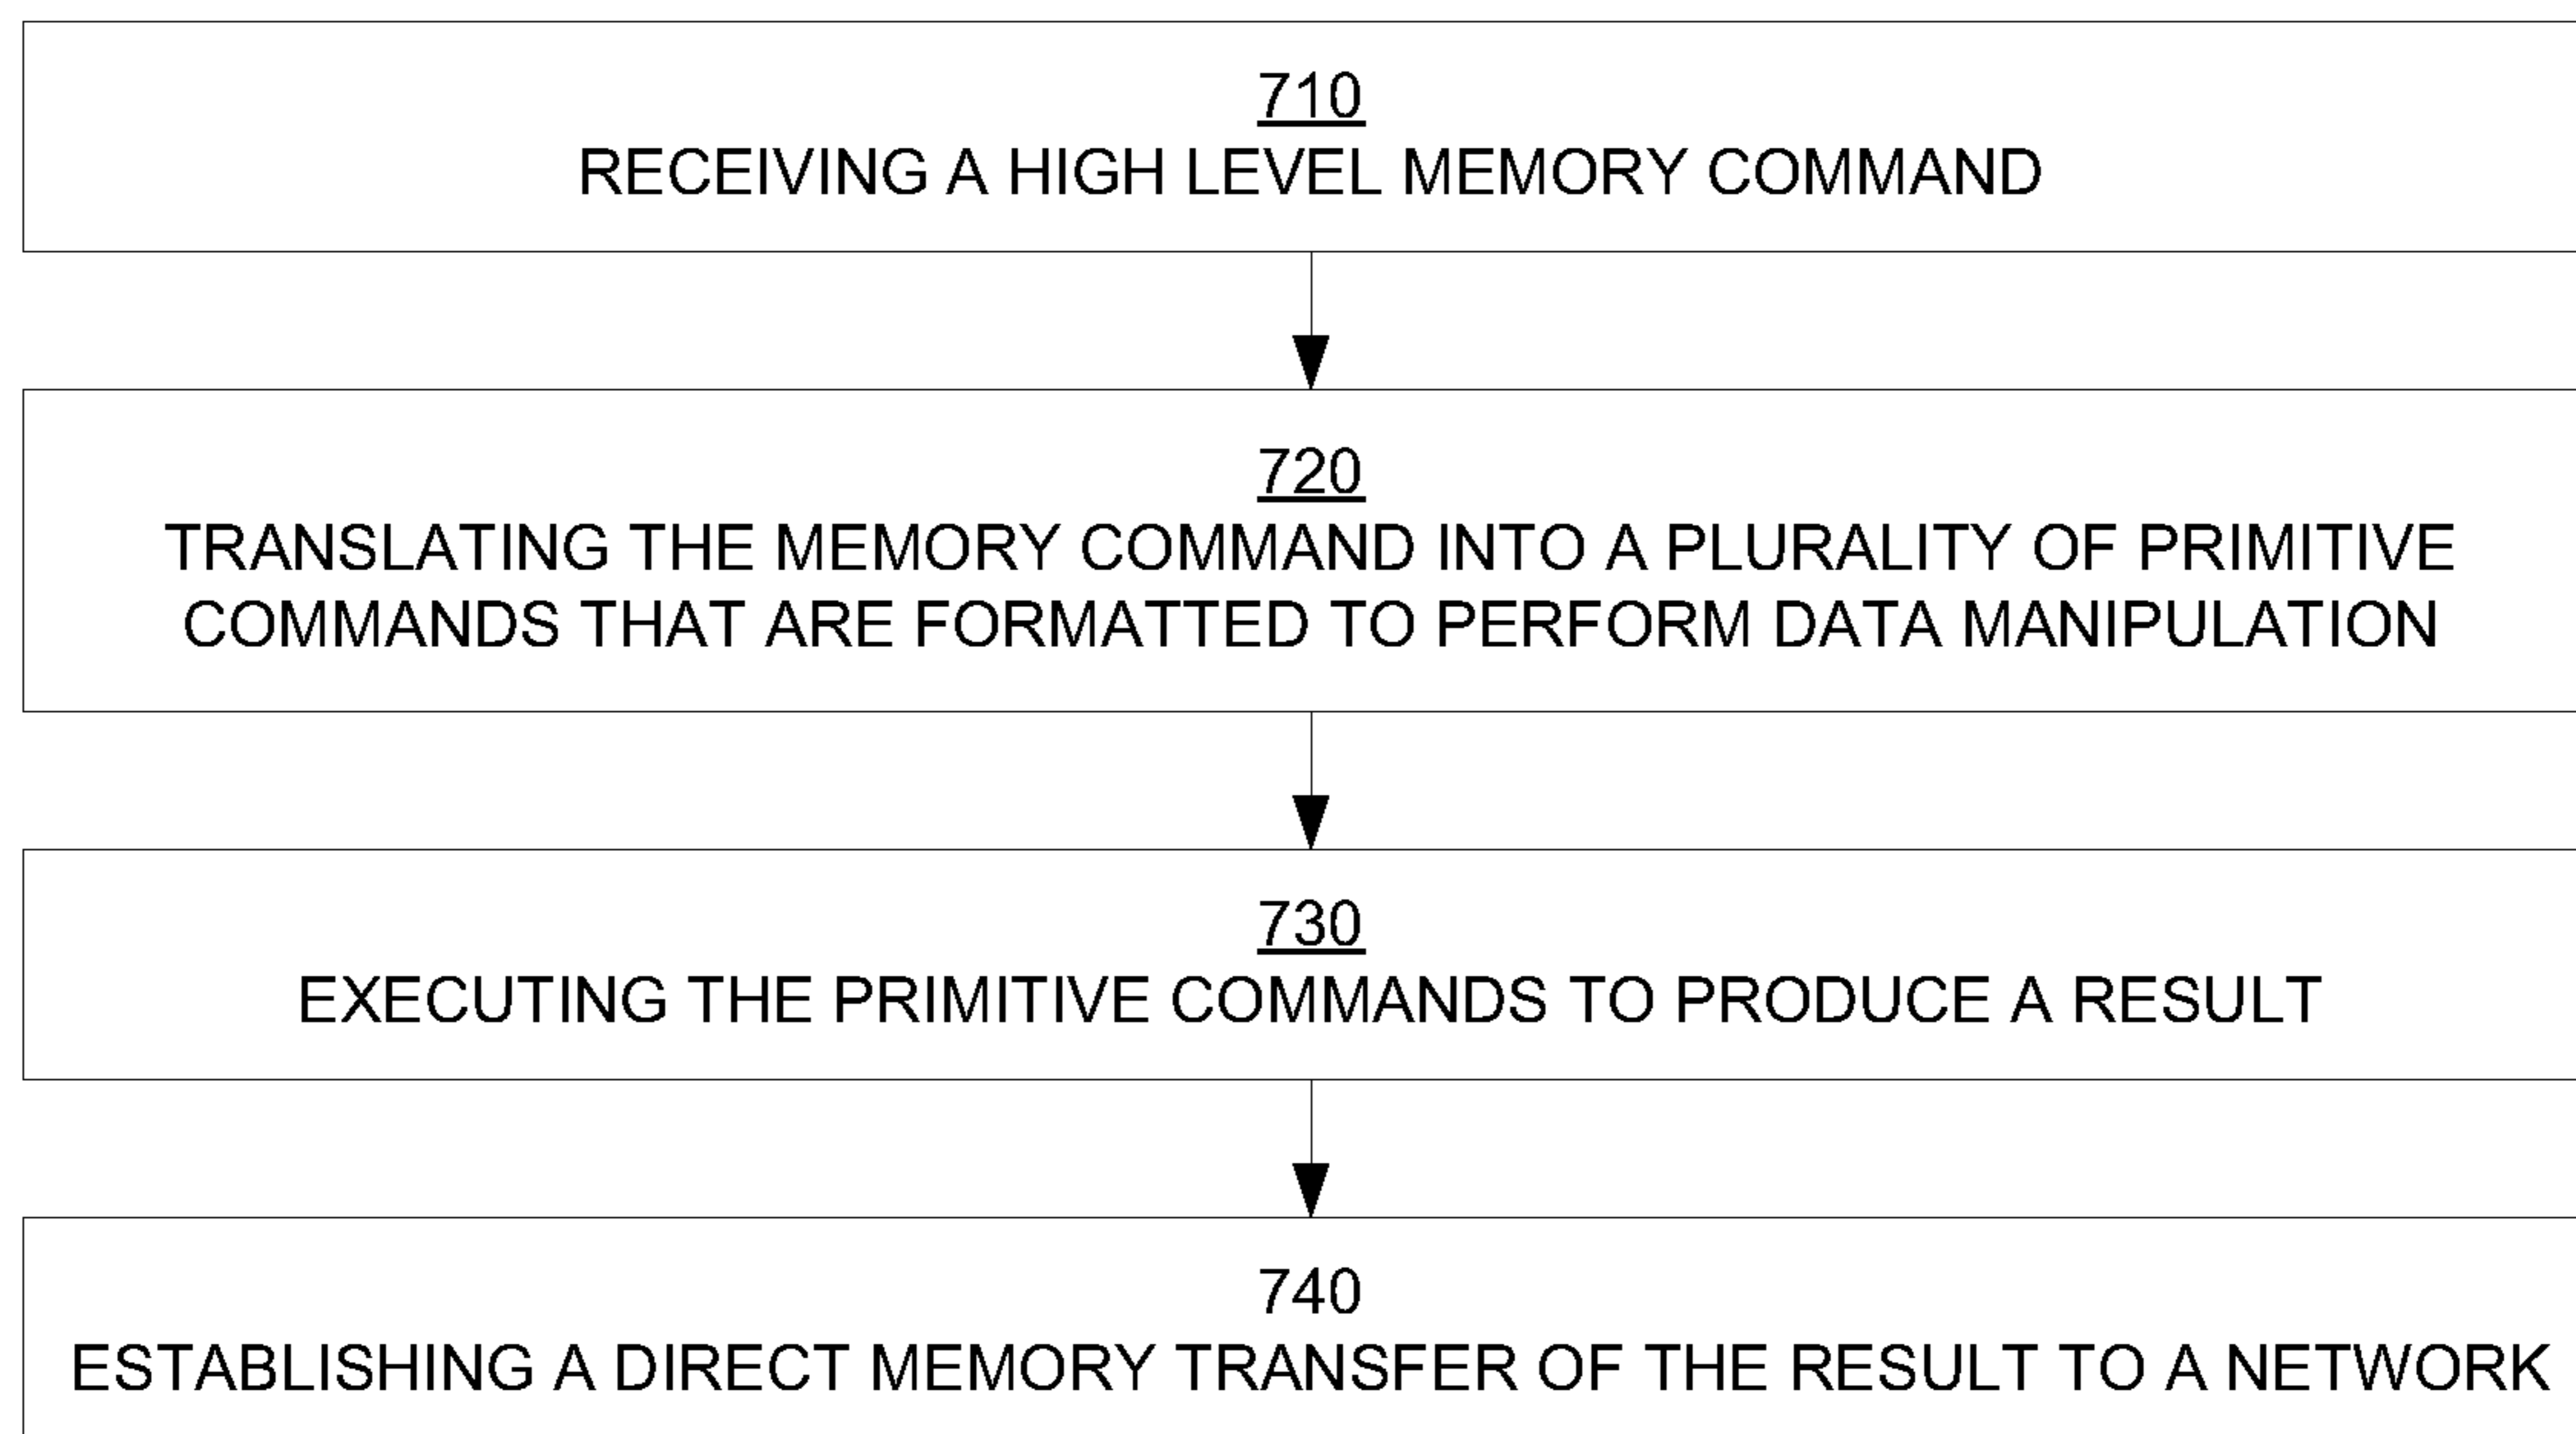 710
RECEIVING A HIGH LEVEL MEMORY COMMAND
720
TRANSLATING THE MEMORY COMMAND INTO A PLURALITY OF PRIMITIVE
COMMANDS THAT ARE FORMATTED TO PERFORM DATA MANIPULATION
730
EXECUTING THE PRIMITIVE COMMANDS TO PRODUCE A RESULT
740
ESTABLISHING A DIRECT MEMORY TRANSFER OF THE RESULT TO A NETWORK